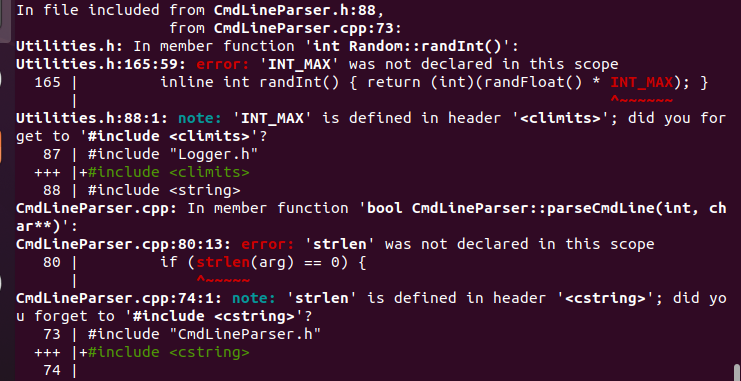 In file included from CmdLineParser.h:88,
                 from CmdLineParser.cpp:73:
Utilities.h: In member function 'int Random::randInt()':
Utilities.h:165:59: error: 'INT_MAX' was not declared in this scope
  165 |         inline int randInt() { return (int)(randFloat() * INT_MAX); }
      |                                                           ^~~~~~~
Utilities.h:88:1: note: 'INT_MAX' is defined in header '<climits>'; did you for
get to '#include <climits>'?
   87 | #include "Logger.h"
  +++ |+#include <climits>
   88 | #include <string>
CmdLineParser.cpp: In member function 'bool CmdLineParser::parseCmdLine(int, ch
ar**)':
CmdLineParser.cpp:80:13: error: 'strlen' was not declared in this scope
   80 |         if (strlen(arg) == 0) {
      |             ^~~~~~
CmdLineParser.cpp:74:1: note: 'strlen' is defined in header '<cstring>'; did yo
u forget to '#include <cstring>'?
   73 | #include "CmdLineParser.h"
  +++ |+#include <cstring>
   74 |